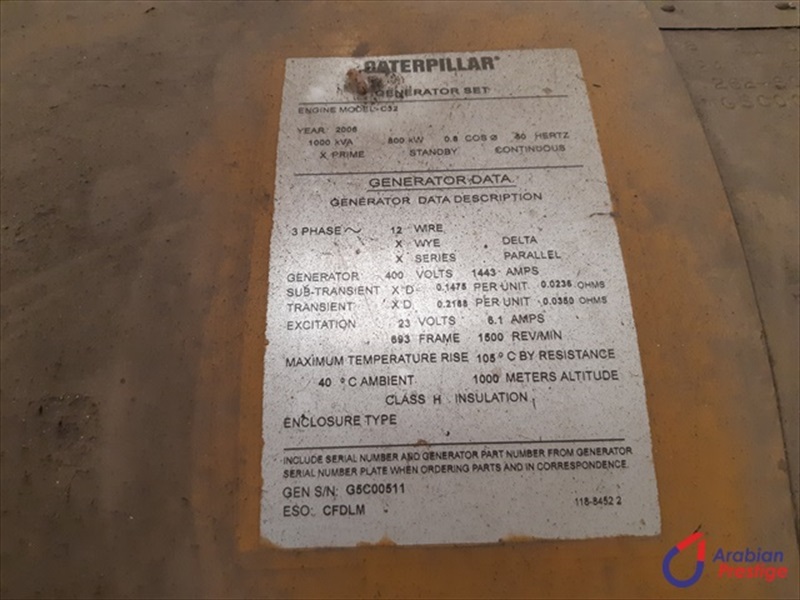 CATERPILLAR
GENERATOR SET
ENGINE MODEL-C32
YEAR 2006
1000 kVA 800 kW 0.8 COS Ø 50 HERTZ
X PRIME STANDBY CONTINUOUS
GENERATOR DATA
GENERATOR DATA DESCRIPTION
3 PHASE ~ 12 WIRE
X WYE DELTA
X SERIES PARALLEL
GENERATOR 400 VOLTS 1443 AMPS
SUB-TRANSIENT X D 0.1475 PER UNIT 0.0236 OHMS
TRANSIENT X D 0.2188 PER UNIT 0.0350 OHMS
EXCITATION 23 VOLTS 6.1 AMPS
693 FRAME 1500 REV/MIN
MAXIMUM TEMPERATURE RISE 105 °C BY RESISTANCE
40 °C AMBIENT 1000 METERS ALTITUDE
CLASS H INSULATION
ENCLOSURE TYPE
INCLUDE SERIAL NUMBER AND GENERATOR PART NUMBER FROM GENERATOR
SERIAL NUMBER PLATE WHEN ORDERING PARTS AND IN CORRESPONDENCE.
GEN S/N: G5C00511
ESO: CFDLM
118-8452 2
Arabian
Prestige